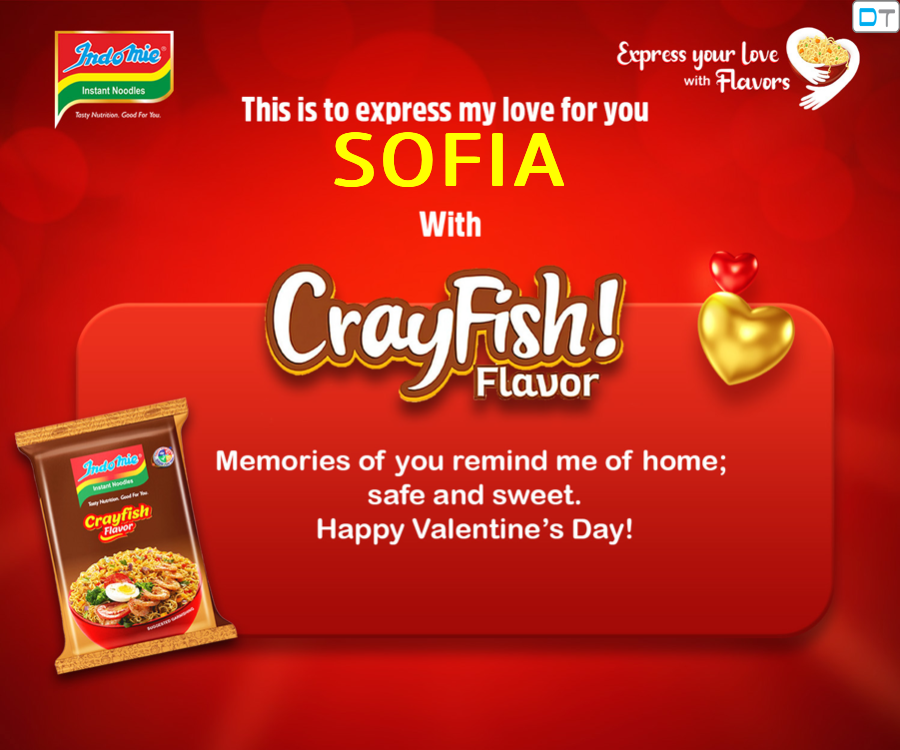 DT
Indomie
Instant Noodles
Tasty Nutrition. Good For You.
Express your Love
with Flavors
This is to express my love for you
SOFIA
With
CrayFish!
Flavor
Memories of you remind me of home;
safe and sweet.
Happy Valentine’s Day!
Indomie
Instant Noodles
Tasty Nutrition. Good For You.
Crayfish
Flavor
SUGGESTED GARNISHING